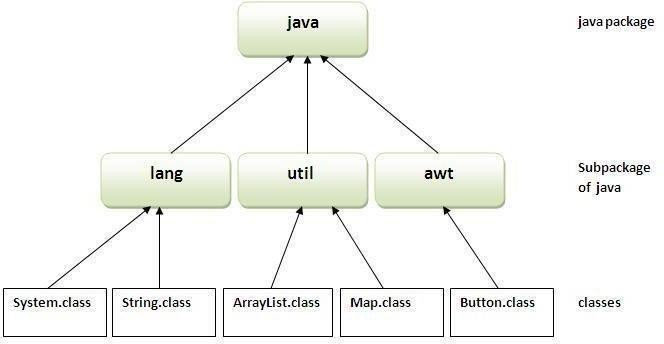 java
java package
lang
util
awt
Subpackage
of java
System.class
String.class
ArrayList.class
Map.class
Button.class
classes